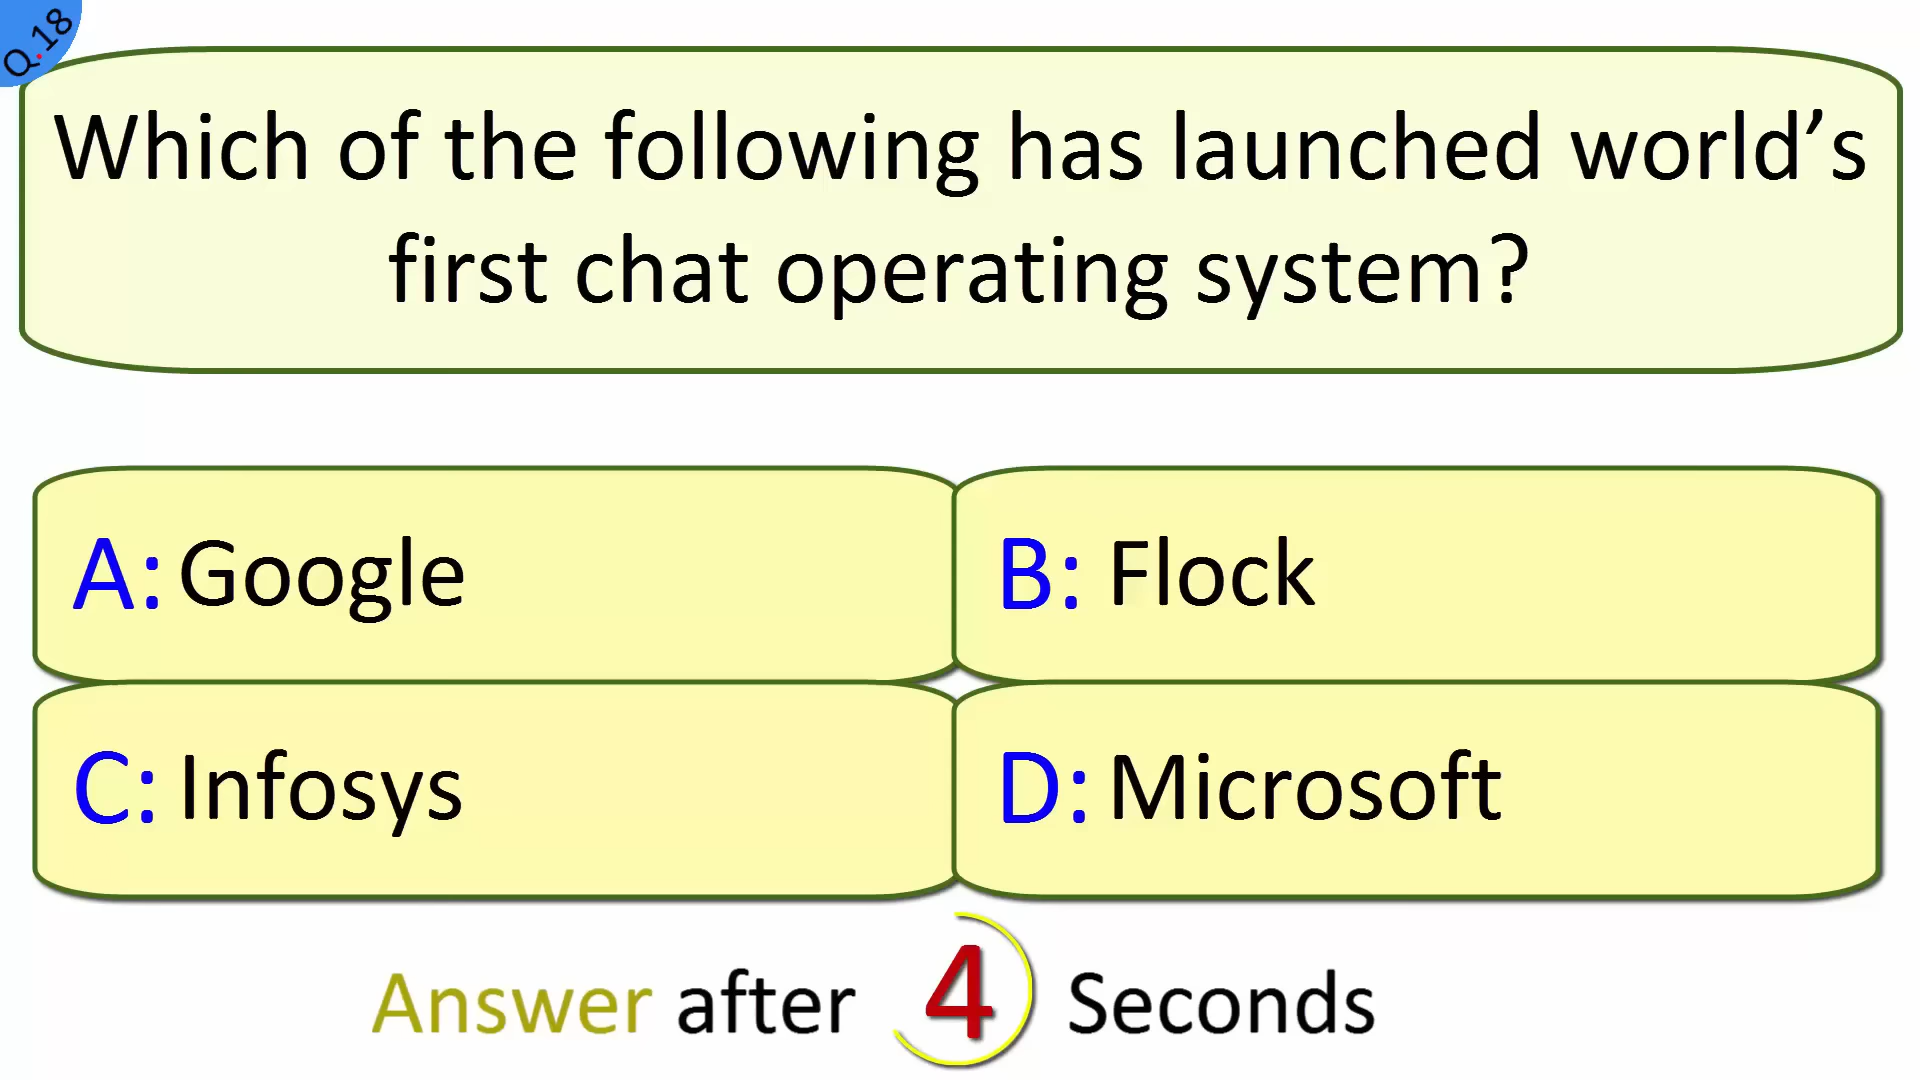 Q.18
Which of the following has launched world’s
first chat operating system?
A: Google
B: Flock
C: Infosys
D: Microsoft
Answer after 4 Seconds